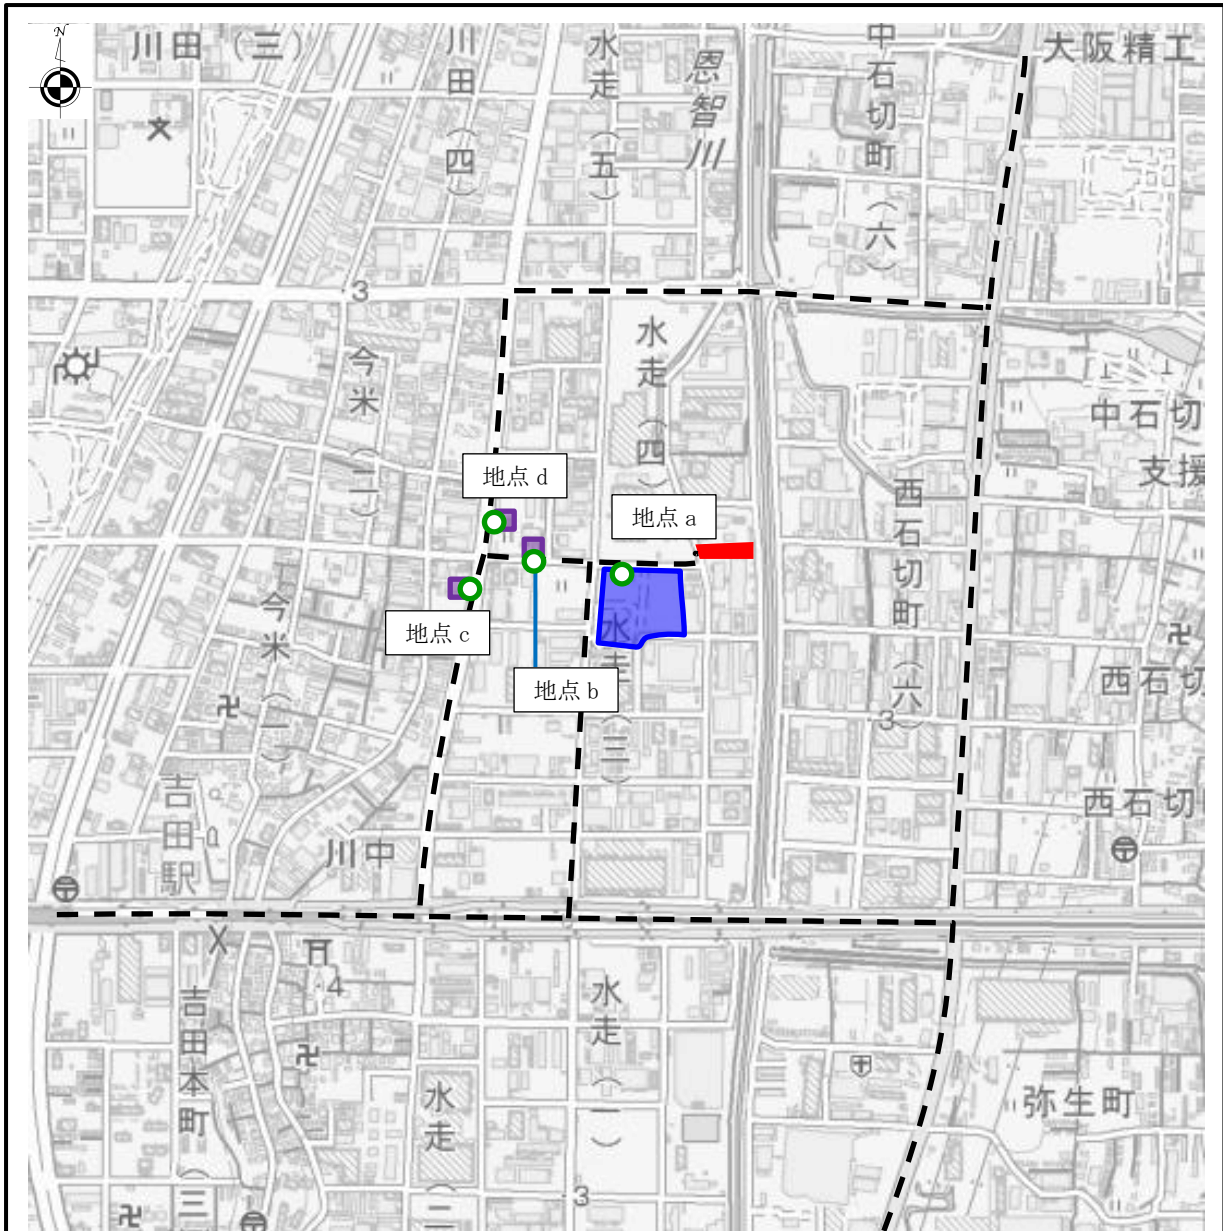 N
川田（三）
川田（四）
水走（五）
恩智川
中石切町（六）
大阪精工
3
今米（二）
水走（四）
中石切
支援
地点 d
地点 a
西石切町（六）
地点 c
今米（一）
水走（三）
地点 b
3
西石切
西石切
吉田駅
川中
4
吉田本町（三
水走（一）
水走（二
弥生町
3